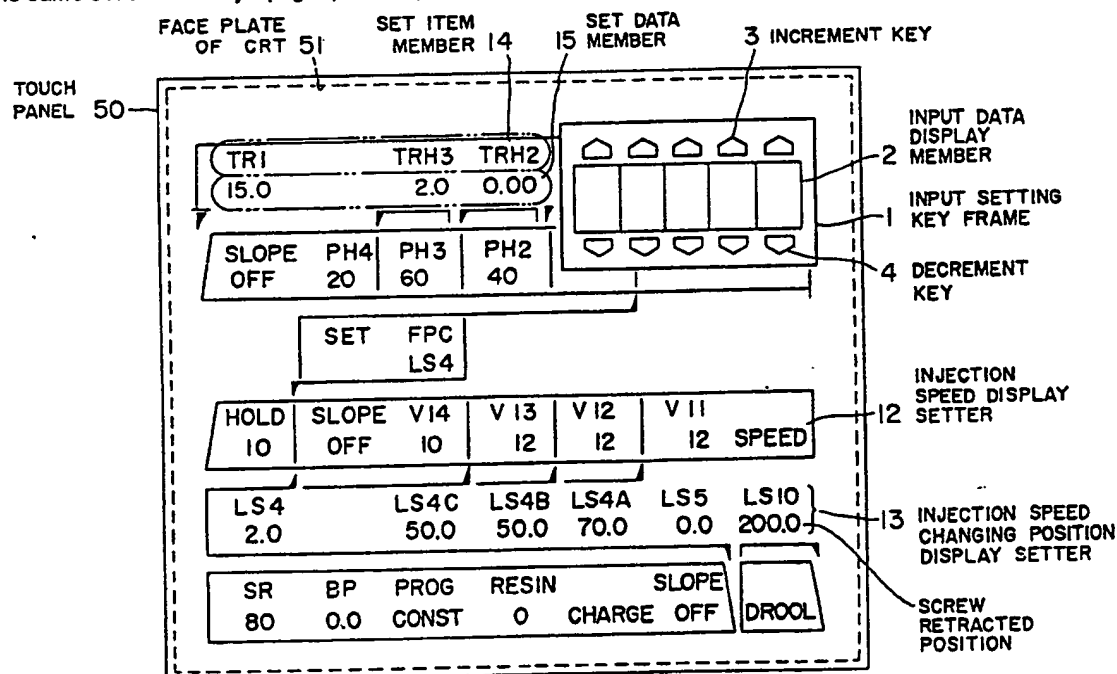 FACE PLATE
OF CRT 51
SET ITEM
MEMBER 14
SET DATA
15 MEMBER
3 INCREMENT KEY
TOUCH
PANEL 50
INPUT DATA
DISPLAY
2 MEMBER
1 INPUT SETTING
KEY FRAME
4 DECREMENT
KEY
TR1 TRH3 TRH2
15.0 2.0 0.00
SLOPE PH4 PH3 PH2
OFF 20 60 40
SET FPC
LS4
INJECTION
SPEED DISPLAY
12 SETTER
HOLD SLOPE V14 V13 V12 V11
10 OFF 10 12 12 12 SPEED
LS4 LS4C LS4B LS4A LS5 LS10
2.0 50.0 50.0 70.0 0.0 200.0
13 INJECTION SPEED
CHANGING POSITION
DISPLAY SETTER
SR BP PROG RESIN SLOPE
80 0.0 CONST 0 CHARGE OFF DROOL
SCREW
RETRACTED
POSITION